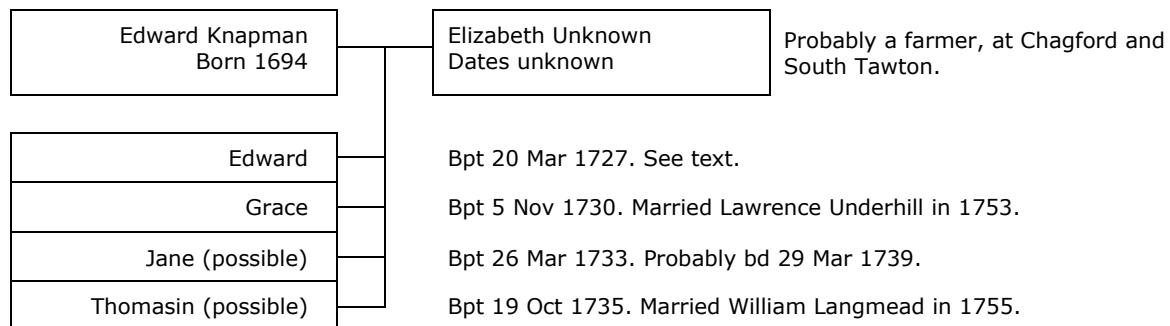 Edward Knapman
Born 1694
Elizabeth Unknown
Dates unknown
Probably a farmer, at Chagford and
South Tawton.
Edward
Bpt 20 Mar 1727. See text.
Grace
Bpt 5 Nov 1730. Married Lawrence Underhill in 1753.
Jane (possible)
Bpt 26 Mar 1733. Probably bd 29 Mar 1739.
Thomasin (possible)
Bpt 19 Oct 1735. Married William Langmead in 1755.